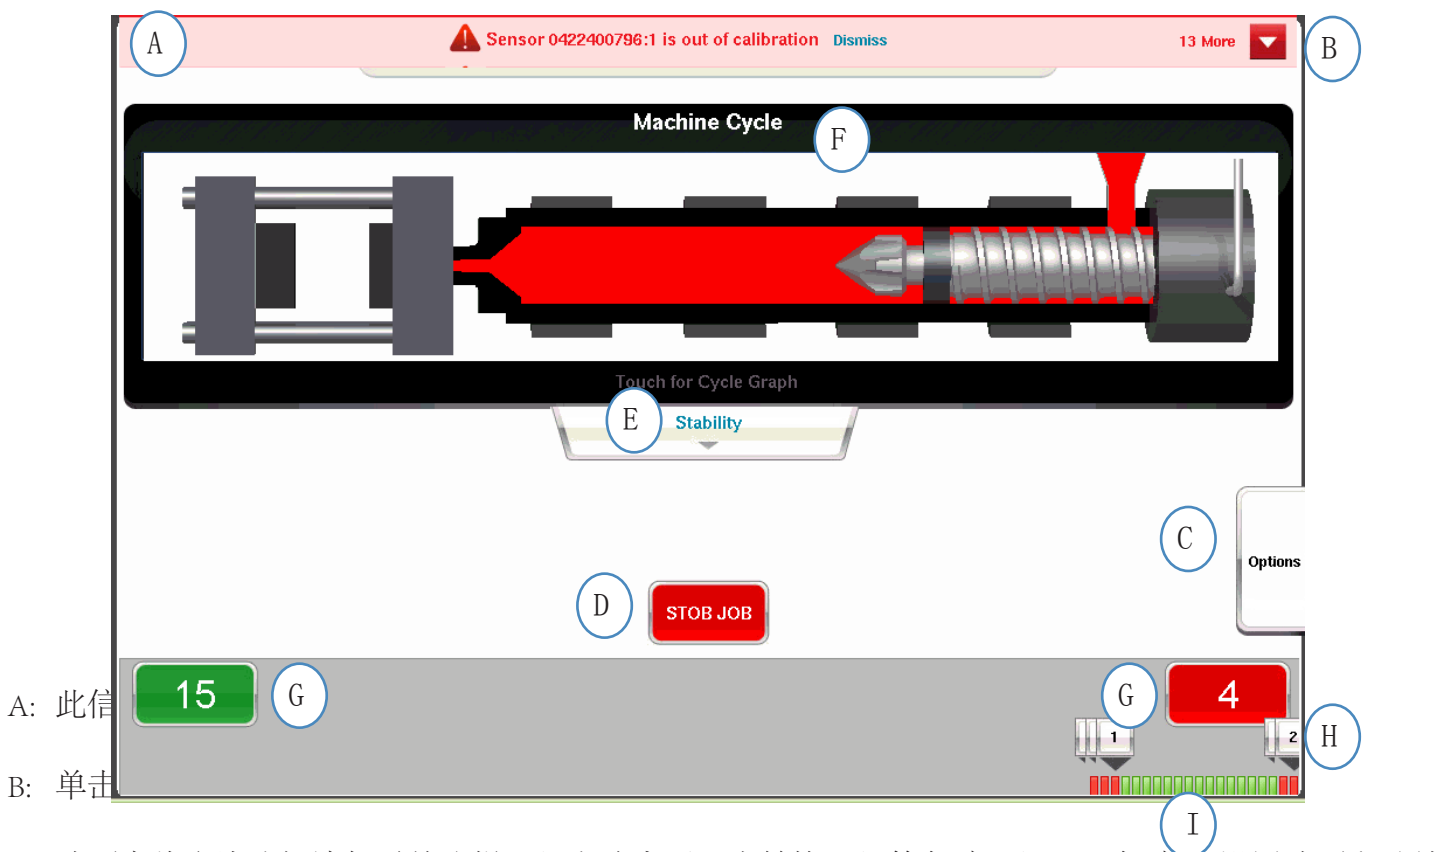 A
Sensor 0422400796:1 is out of calibration Dismiss
13 More
B
Machine Cycle
F
Touch for Cycle Graph
E
Stability
C
Options
D
STOB JOB
15
G
G
4
1
2
H
I
A: 此信
B: 单击